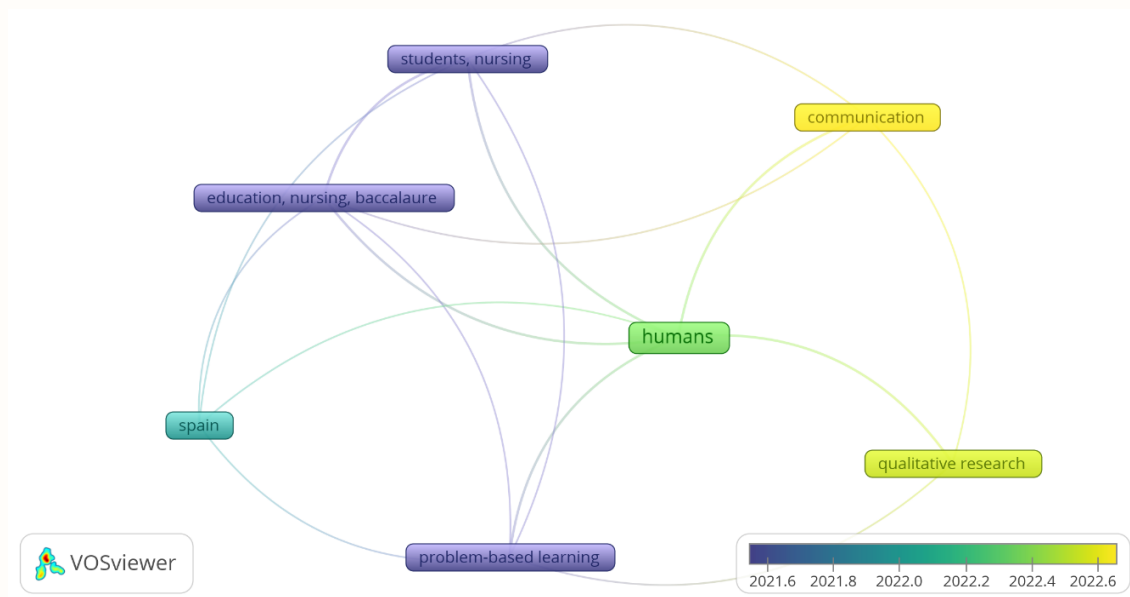 students, nursing
communication
education, nursing, baccalaure
humans
spain
qualitative research
problem-based learning
VOSviewer
2021.6 2021.8 2022.0 2022.2 2022.4 2022.6